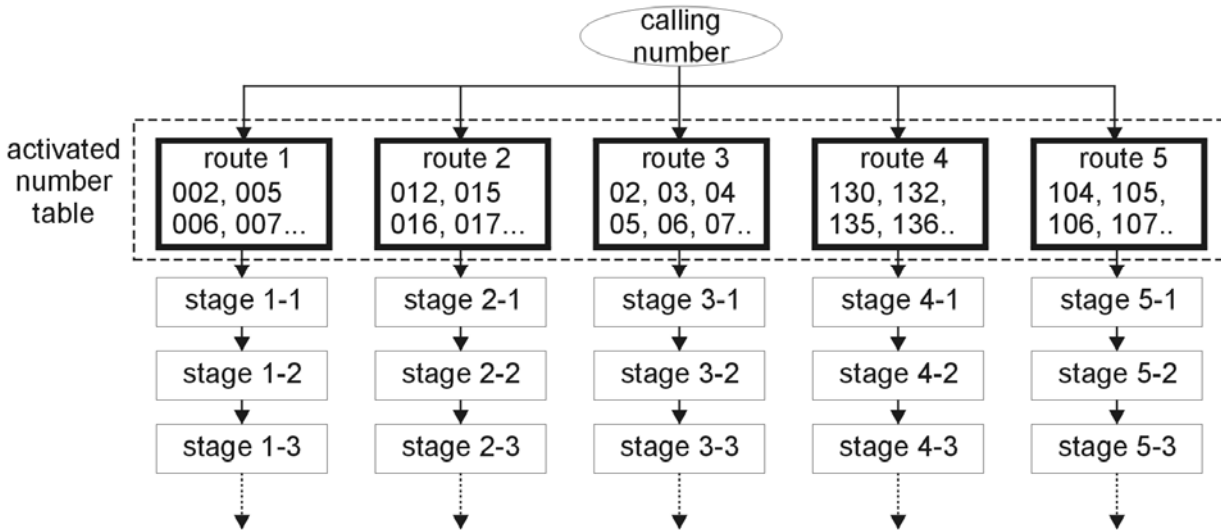 calling
number
activated
number
table
route 1
002, 005
006, 007...
route 2
012, 015
016, 017...
route 3
02, 03, 04
05, 06, 07..
route 4
130, 132,
135, 136..
route 5
104, 105,
106, 107..
stage 1-1
stage 2-1
stage 3-1
stage 4-1
stage 5-1
stage 1-2
stage 2-2
stage 3-2
stage 4-2
stage 5-2
stage 1-3
stage 2-3
stage 3-3
stage 4-3
stage 5-3